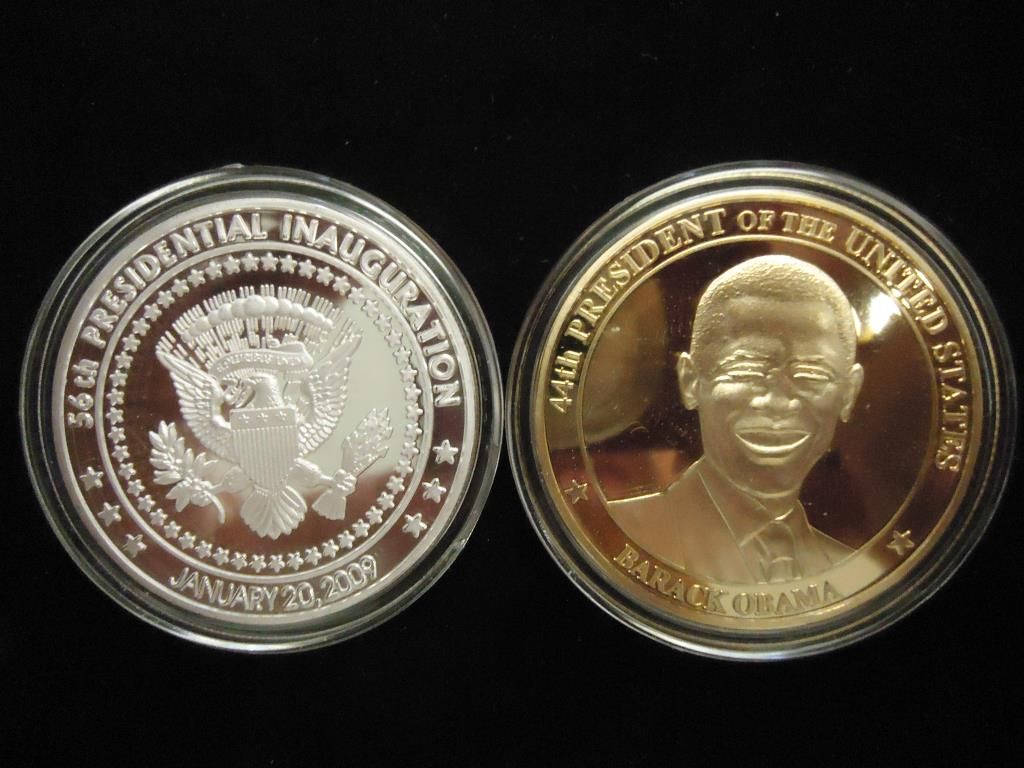 56th PRESIDENTIAL INAUGURATION
JANUARY 20, 2009
44th PRESIDENT OF THE UNITED STATES
BARACK OBAMA